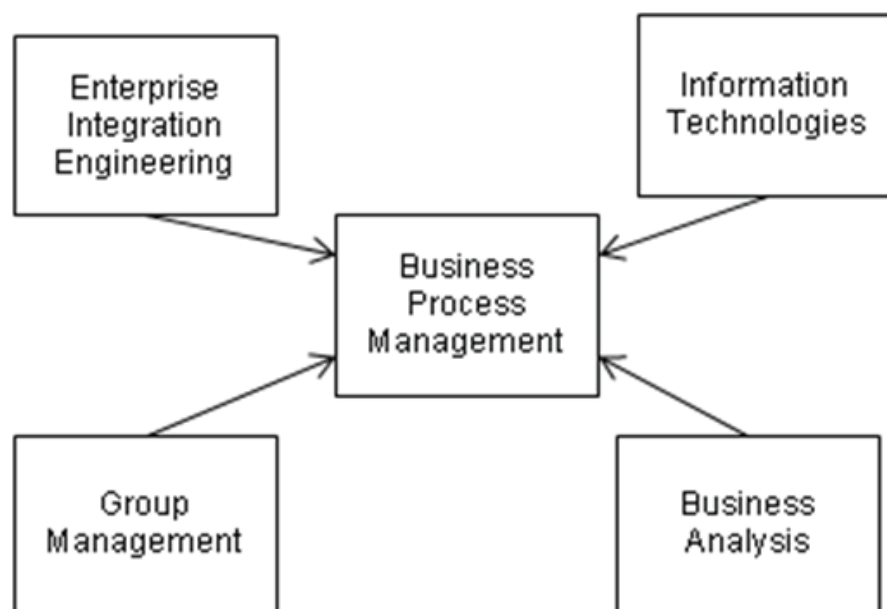 Enterprise
Integration
Engineering
Information
Technologies
Business
Process
Management
Group
Management
Business
Analysis